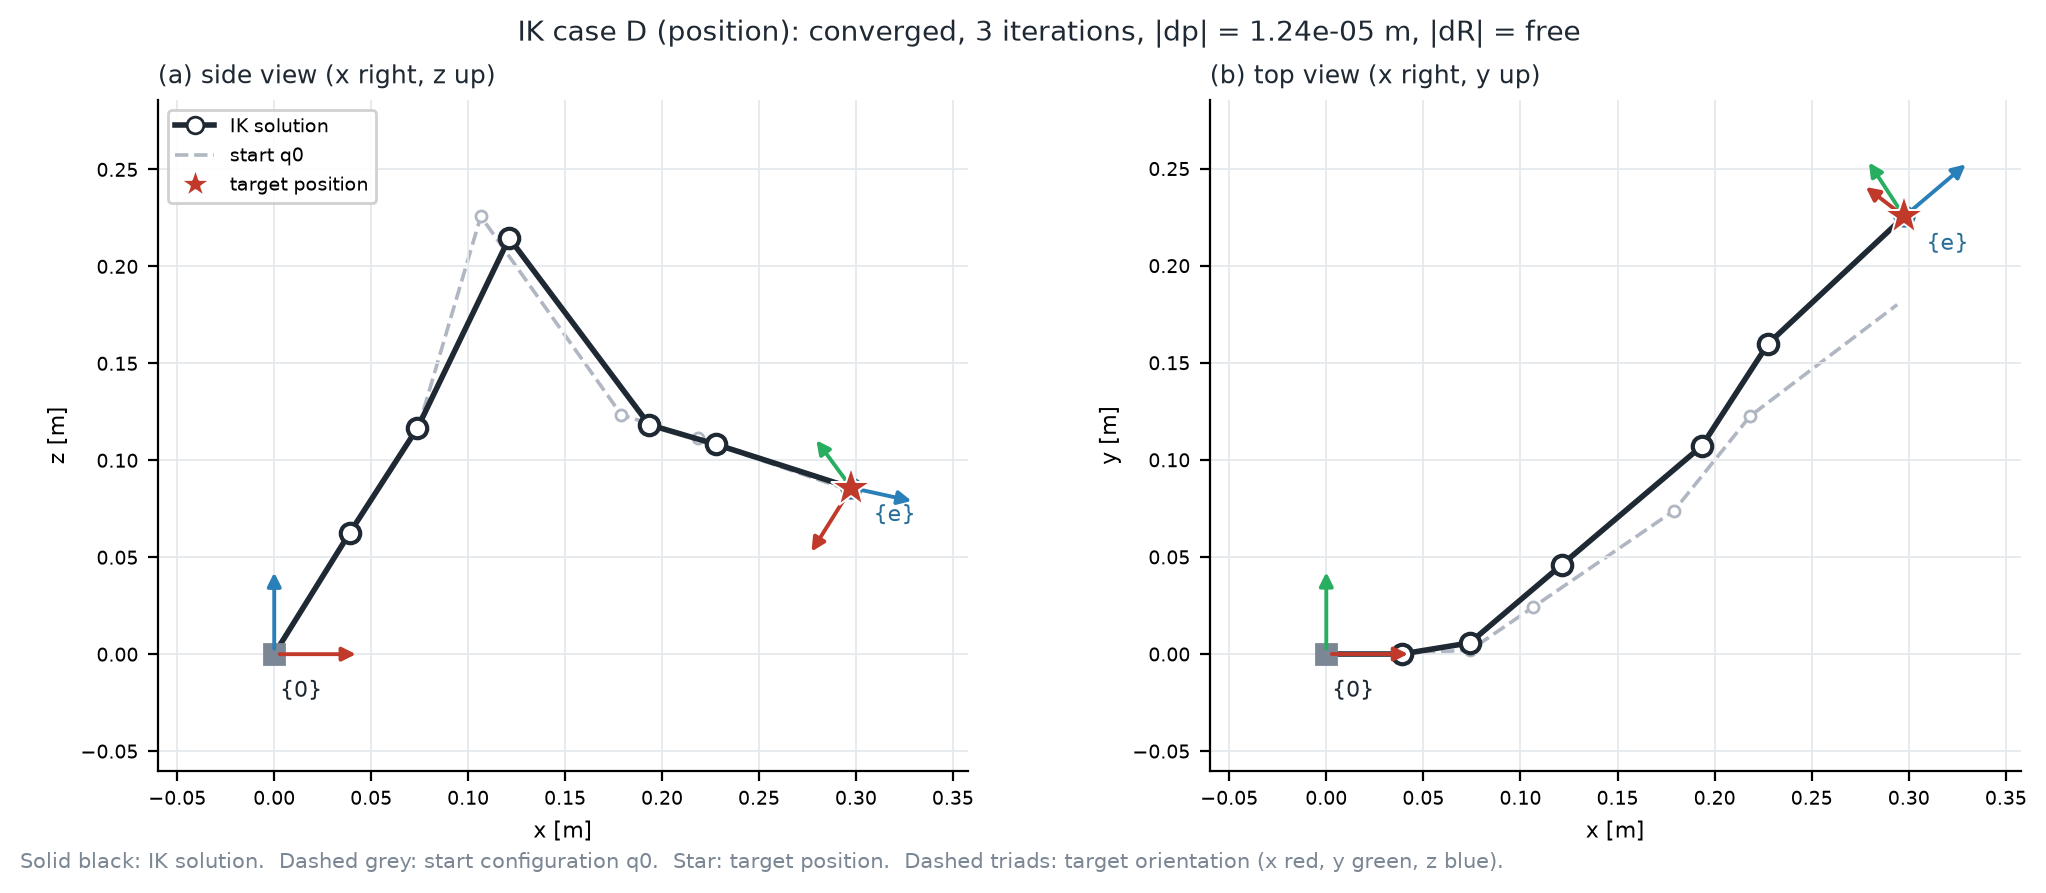 IK case D (position): converged, 3 iterations, |dp| = 1.24e-05 m, |dR| = free
(a) side view (x right, z up)
IK solution
start q0
target position
0.25
0.20
0.15
0.10
0.05
0.00
−0.05
z [m]
{e}
{0}
−0.05 0.00 0.05 0.10 0.15 0.20 0.25 0.30 0.35
x [m]
(b) top view (x right, y up)
0.25
0.20
0.15
0.10
0.05
0.00
−0.05
y [m]
{e}
{0}
−0.05 0.00 0.05 0.10 0.15 0.20 0.25 0.30 0.35
x [m]
Solid black: IK solution. Dashed grey: start configuration q0. Star: target position. Dashed triads: target orientation (x red, y green, z blue).